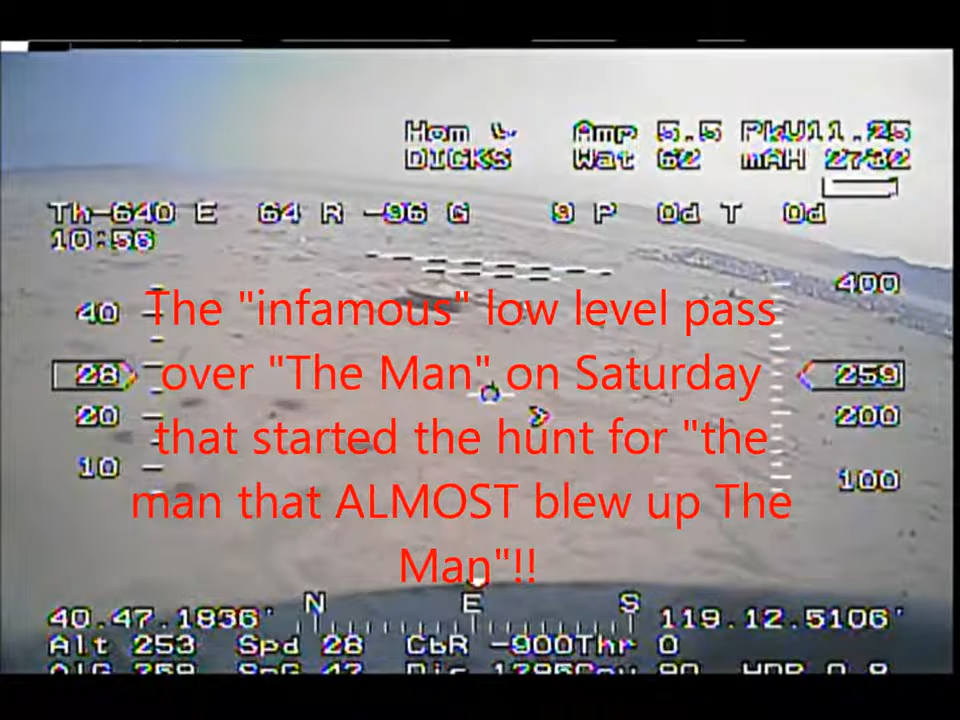 Hom Amp 5.5 PkV11.25
DICKS Wat 62 mAH 2732
Th-640 E 64 R -96 G 9 P 0d T 0d
10:56
400
40 The "infamous" low level pass
28 over "The Man" on Saturday 259
20 that started the hunt for "the 200
10 man that ALMOST blew up The 100
Man"!!
N E S
40.47.1836' 119.12.5106'
Alt 253 Spd 28 CbR -900Thr 0